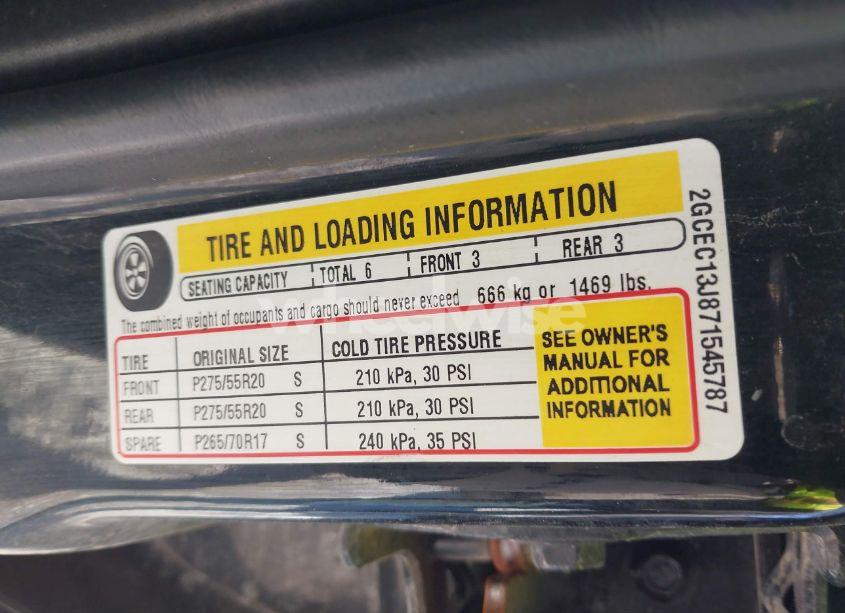 TIRE AND LOADING INFORMATION
SEATING CAPACITY TOTAL 6 FRONT 3 REAR 3
The combined weight of occupants and cargo should never exceed 666 kg or 1469 lbs.
TIRE ORIGINAL SIZE COLD TIRE PRESSURE
FRONT P275/55R20 S 210 kPa, 30 PSI
REAR P275/55R20 S 210 kPa, 30 PSI
SPARE P265/70R17 S 240 kPa, 35 PSI
SEE OWNER'S
MANUAL FOR
ADDITIONAL
INFORMATION
2GCEC13J871545787
wheelwise